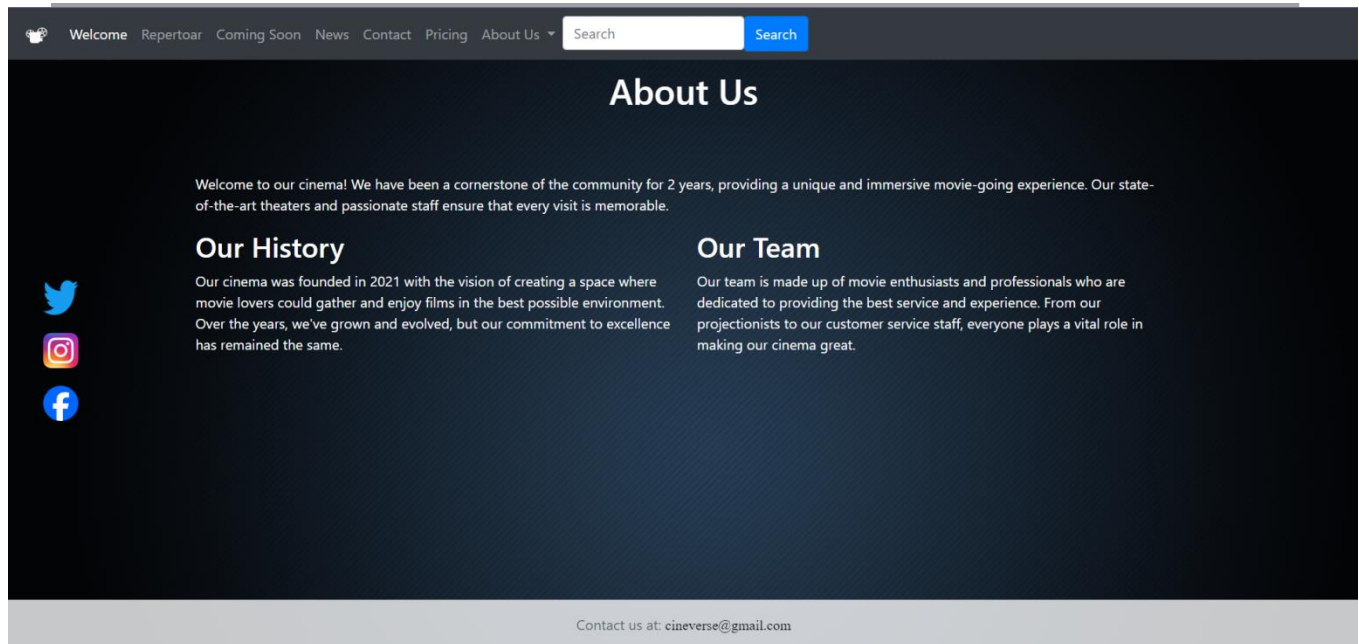 Welcome Repertoar Coming Soon News Contact Pricing About Us Search Search
About Us
Welcome to our cinema! We have been a cornerstone of the community for 2 years, providing a unique and immersive movie-going experience. Our state-
of-the-art theaters and passionate staff ensure that every visit is memorable.
Our History
Our cinema was founded in 2021 with the vision of creating a space where
movie lovers could gather and enjoy films in the best possible environment.
Over the years, we've grown and evolved, but our commitment to excellence
has remained the same.
Our Team
Our team is made up of movie enthusiasts and professionals who are
dedicated to providing the best service and experience. From our
projectionists to our customer service staff, everyone plays a vital role in
making our cinema great.
Contact us at: cineverse@gmail.com